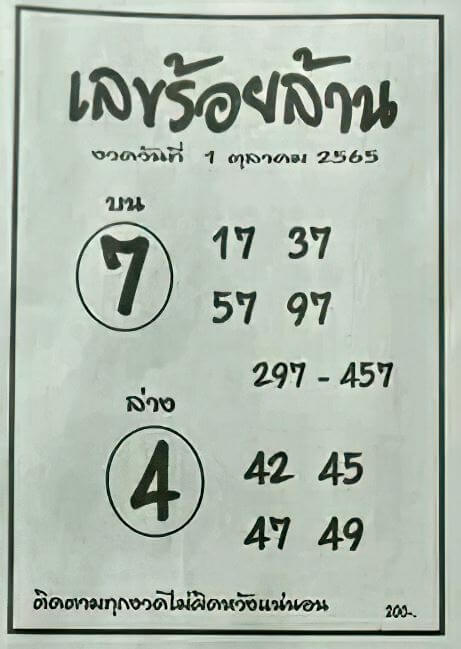 เลขร้อยล้าน
งวดวันที่ 1 ตุลาคม 2565
บน
7
17 37
57 97
297 - 457
ล่าง
4
42 45
47 49
ติดตามทุกงวดไม่ผิดหวังแน่นอน 200-.